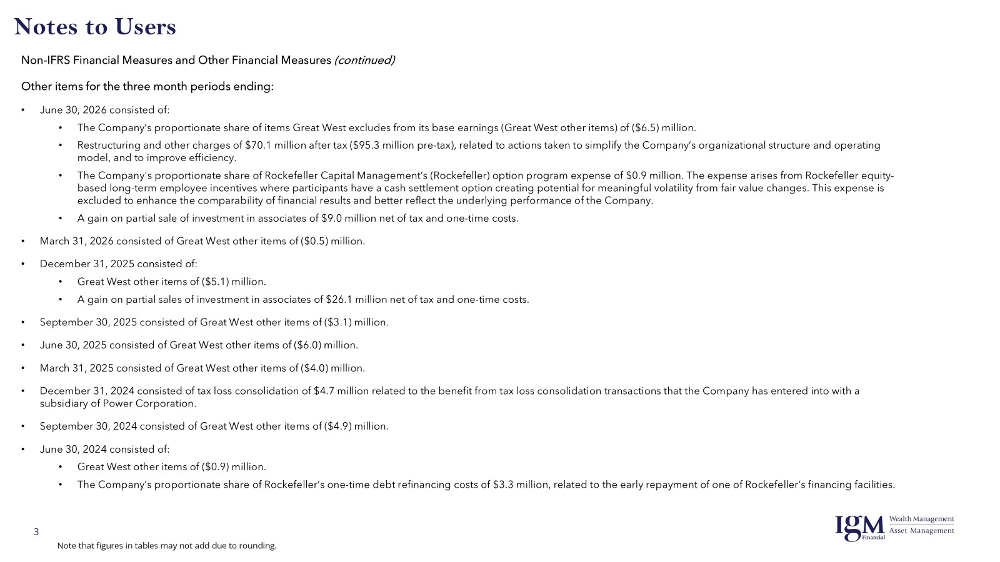 Notes to Users
Non-IFRS Financial Measures and Other Financial Measures (continued)
Other items for the three month periods ending:
• June 30, 2026 consisted of:
• The Company’s proportionate share of items Great West excludes from its base earnings (Great West other items) of ($6.5) million.
• Restructuring and other charges of $70.1 million after tax ($95.3 million pre-tax), related to actions taken to simplify the Company’s organizational structure and operating
model, and to improve efficiency.
• The Company's proportionate share of Rockefeller Capital Management’s (Rockefeller) option program expense of $0.9 million. The expense arises from Rockefeller equity-
based long-term employee incentives where participants have a cash settlement option creating potential for meaningful volatility from fair value changes. This expense is
excluded to enhance the comparability of financial results and better reflect the underlying performance of the Company.
• A gain on partial sale of investment in associates of $9.0 million net of tax and one-time costs.
• March 31, 2026 consisted of Great West other items of ($0.5) million.
• December 31, 2025 consisted of:
• Great West other items of ($5.1) million.
• A gain on partial sales of investment in associates of $26.1 million net of tax and one-time costs.
• September 30, 2025 consisted of Great West other items of ($3.1) million.
• June 30, 2025 consisted of Great West other items of ($6.0) million.
• March 31, 2025 consisted of Great West other items of ($4.0) million.
• December 31, 2024 consisted of tax loss consolidation of $4.7 million related to the benefit from tax loss consolidation transactions that the Company has entered into with a
subsidiary of Power Corporation.
• September 30, 2024 consisted of Great West other items of ($4.9) million.
• June 30, 2024 consisted of:
• Great West other items of ($0.9) million.
• The Company’s proportionate share of Rockefeller’s one-time debt refinancing costs of $3.3 million, related to the early repayment of one of Rockefeller’s financing facilities.
IGM Financial
Wealth Management
Asset Management
3
Note that figures in tables may not add due to rounding.